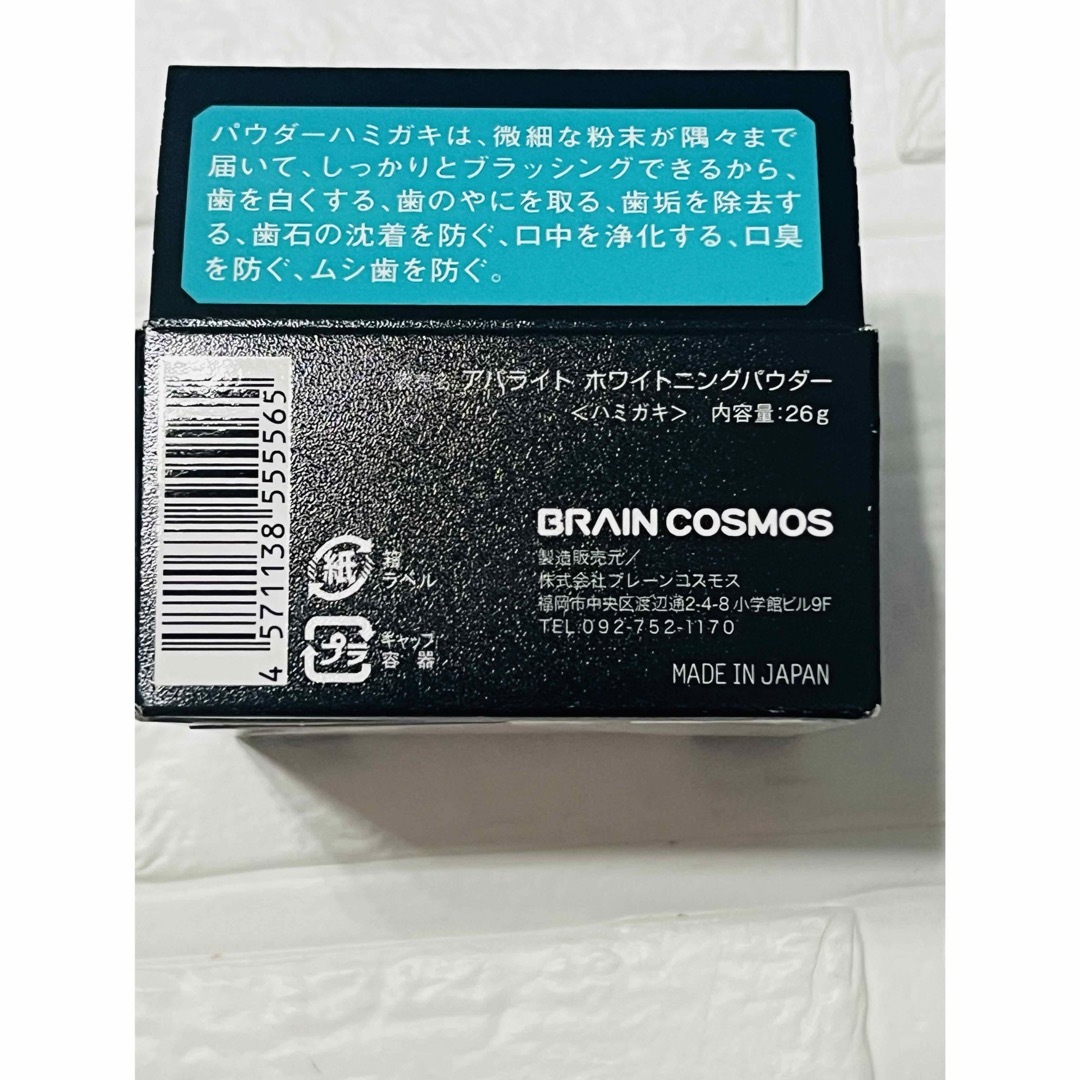 パウダーハミガキは、微細な粉末が隅々まで
届いて、しっかりとブラッシングできるから、
歯を白くする、歯のやにを取る、歯垢を除去す
る、歯石の沈着を防ぐ、口中を浄化する、口臭
を防ぐ、ムシ歯を防ぐ。
アパライト ホワイトニングパウダー
<ハミガキ> 内容量:26g
BRAIN COSMOS
製造販売元/
株式会社ブレーンコスモス
福岡市中央区渡辺通2-4-8 小学館ビル9F
TEL:092-752-1170
MADE IN JAPAN
4 571138 555565
紙
箱
ラベル
プラ
キャップ
容器